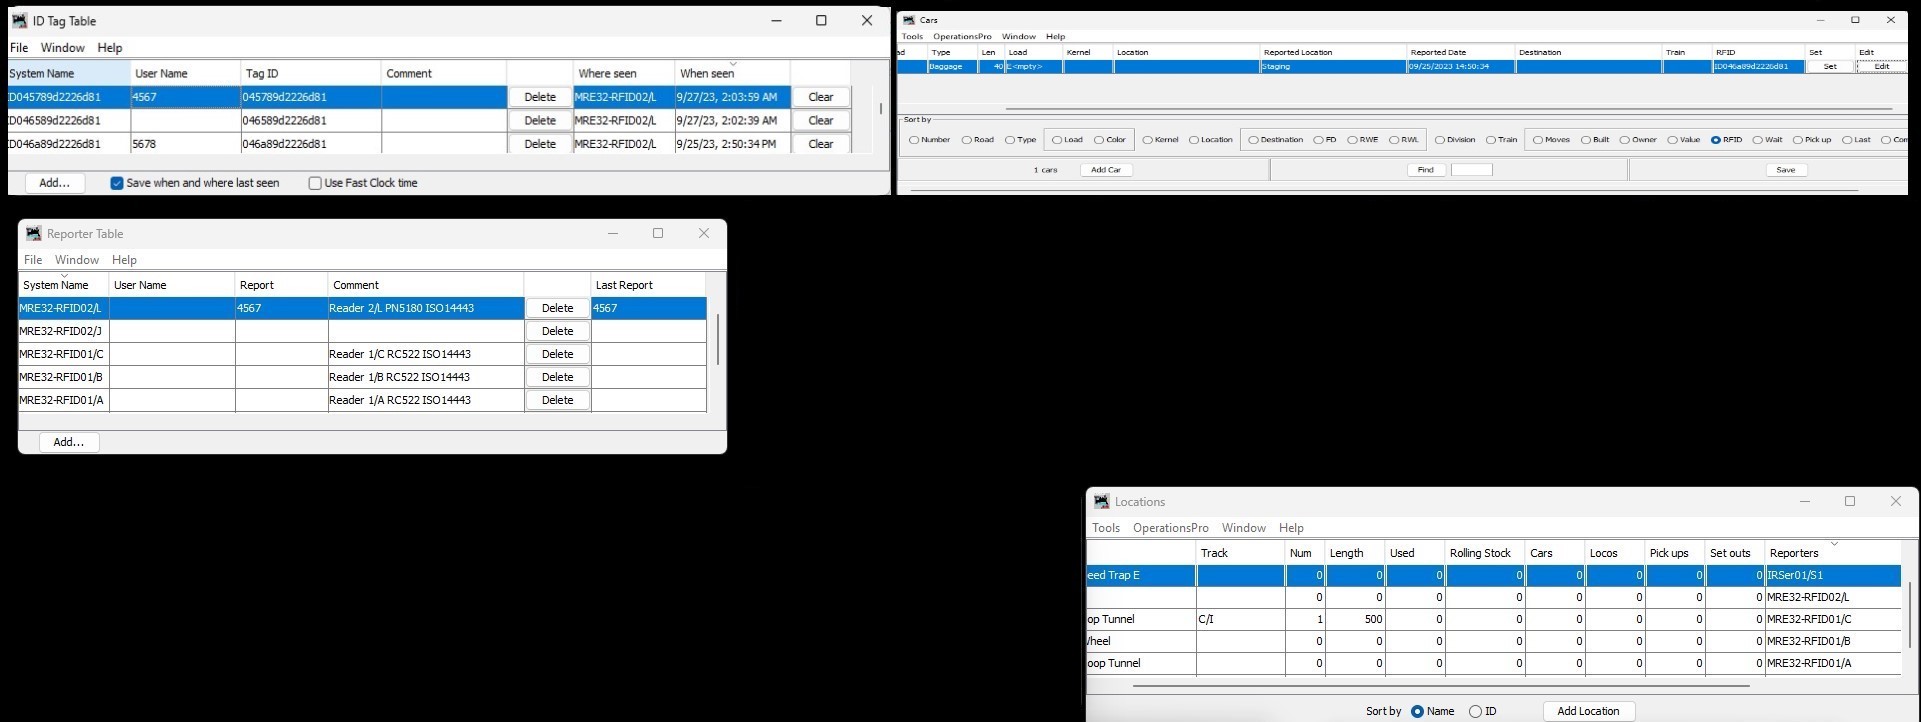 ID Tag Table
File Window Help
System Name User Name Tag ID Comment Where seen When seen
ID045789d2226d81 4567 045789d2226d81 Delete MRE32-RFID02/L 9/27/23, 2:03:59 AM Clear
ID046589d2226d81 046589d2226d81 Delete MRE32-RFID02/L 9/27/23, 2:02:39 AM Clear
ID046a89d2226d81 5678 046a89d2226d81 Delete MRE32-RFID02/L 9/25/23, 2:50:34 PM Clear
Add... Save when and where last seen Use Fast Clock time
Cars
Tools OperationsPro Window Help
ad Type Len Load Kernel Location Reported Location Reported Date Destination Train RFID Set Edit
Baggage 40 E<mpty> Staging 09/25/2023 14:50:34 ID046a89d2226d81 Set Edit
Sort by
Number Road Type Load Color Kernel Location Destination FD RWE RWL Division Train Moves Built Owner Value RFID Wait Pick up Last Con
1 cars Add Car Find Save
Reporter Table
File Window Help
System Name User Name Report Comment Last Report
MRE32-RFID02/L 4567 Reader 2/L PN5180 ISO14443 Delete 4567
MRE32-RFID02/J Delete
MRE32-RFID01/C Reader 1/C RC522 ISO14443 Delete
MRE32-RFID01/B Reader 1/B RC522 ISO14443 Delete
MRE32-RFID01/A Reader 1/A RC522 ISO14443 Delete
Add...
Locations
Tools OperationsPro Window Help
Track Num Length Used Rolling Stock Cars Locos Pick ups Set outs Reporters
eed Trap E 0 0 0 0 0 0 0 0 IRSer01/S1
0 0 0 0 0 0 0 0 MRE32-RFID02/L
op Tunnel C/I 1 500 0 0 0 0 0 0 MRE32-RFID01/C
heel 0 0 0 0 0 0 0 0 MRE32-RFID01/B
oop Tunnel 0 0 0 0 0 0 0 0 MRE32-RFID01/A
Sort by Name ID Add Location